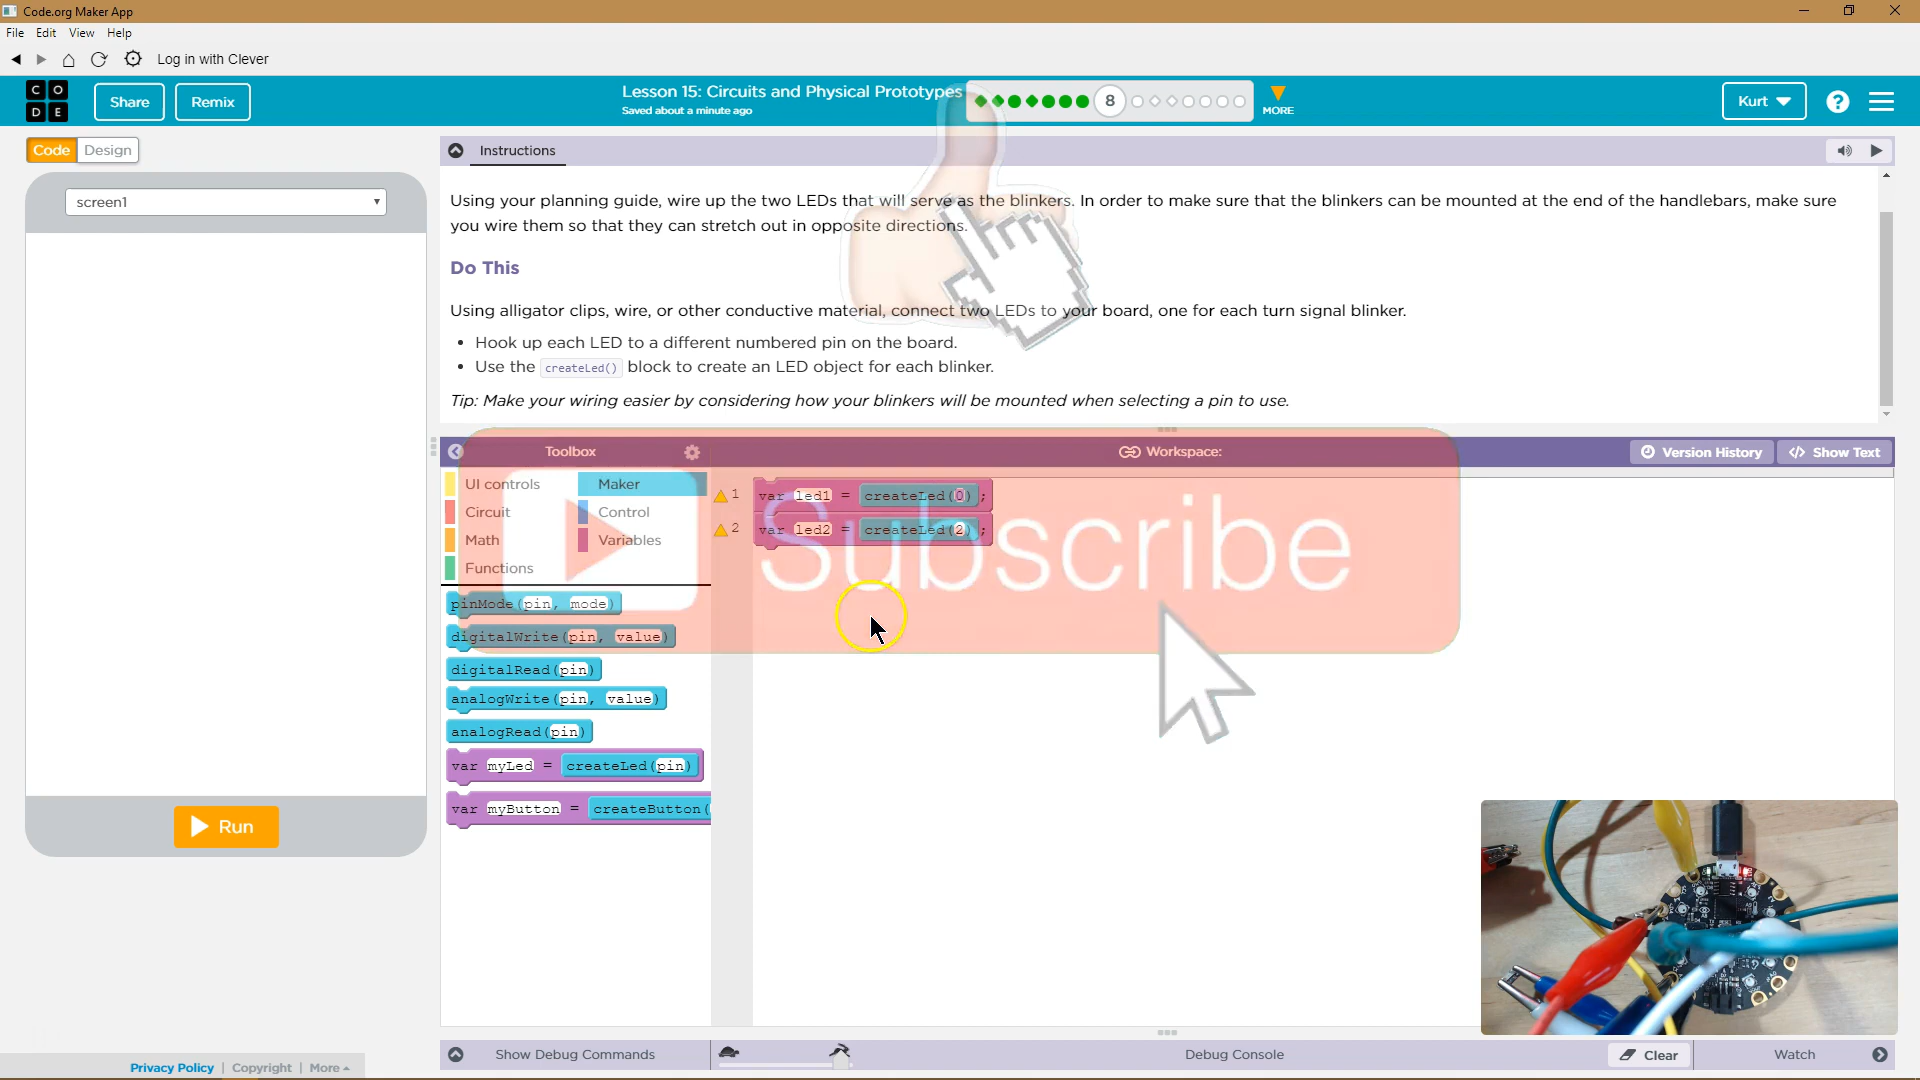 Code.org Maker App
File Edit View Help
Log in with Clever
C O
D E
Share
Remix
Lesson 15: Circuits and Physical Prototypes
Saved about a minute ago
8
MORE
Kurt
?
Code
Design
Instructions
screen1
Using your planning guide, wire up the two LEDs that will serve as the blinkers. In order to make sure that the blinkers can be mounted at the end of the handlebars, make sure
you wire them so that they can stretch out in opposite directions.
Do This
Using alligator clips, wire, or other conductive material, connect two LEDs to your board, one for each turn signal blinker.
• Hook up each LED to a different numbered pin on the board.
• Use the createLed() block to create an LED object for each blinker.
Tip: Make your wiring easier by considering how your blinkers will be mounted when selecting a pin to use.
Toolbox
Workspace:
Version History
</> Show Text
UI controls
Maker
Circuit
Control
Math
Variables
Functions
1 var led1 = createLed(0);
2 var led2 = createLed(2);
Subscribe
pinMode(pin, mode)
digitalWrite(pin, value)
digitalRead(pin)
analogWrite(pin, value)
analogRead(pin)
var myLed = createLed(pin)
var myButton = createButton(
Run
Show Debug Commands
Debug Console
Clear
Watch
Privacy Policy | Copyright | More